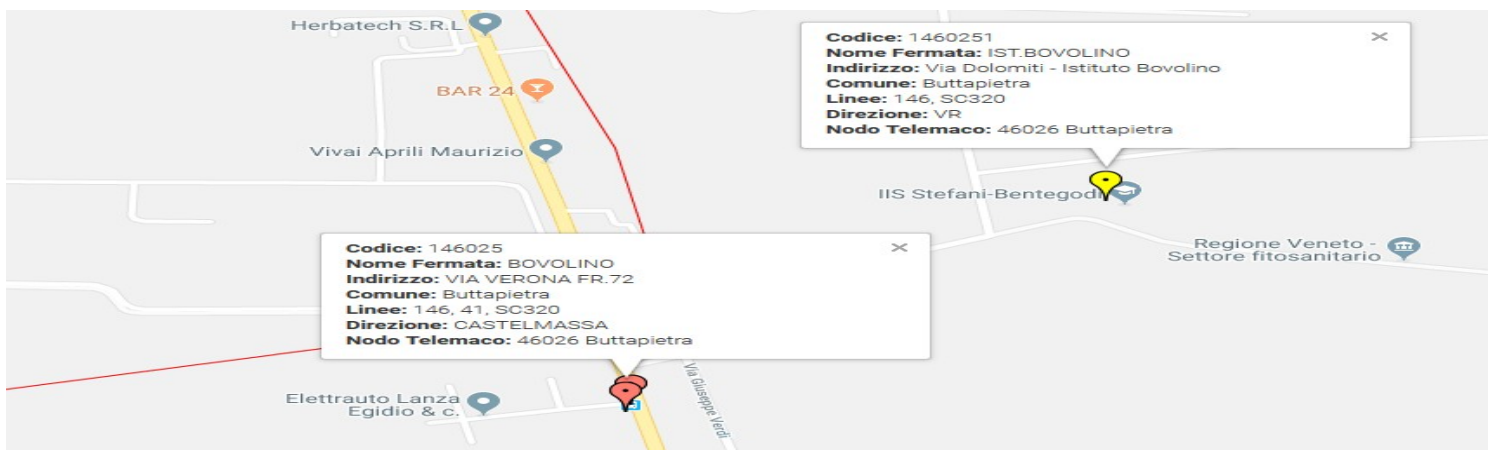 Herbatech S.R.L
BAR 24
Vivai Aprili Maurizio
Codice: 1460251
Nome Fermata: IST.BOVOLINO
Indirizzo: Via Dolomiti - Istituto Bovolino
Comune: Buttapietra
Linee: 146, SC320
Direzione: VR
Nodo Telemaco: 46026 Buttapietra
IIS Stefani-Bentegodi
Regione Veneto -
Settore fitosanitario
Codice: 146025
Nome Fermata: BOVOLINO
Indirizzo: VIA VERONA FR.72
Comune: Buttapietra
Linee: 146, 41, SC320
Direzione: CASTELMASSA
Nodo Telemaco: 46026 Buttapietra
Elettrauto Lanza
Egidio & c.
Via Giuseppe Verdi